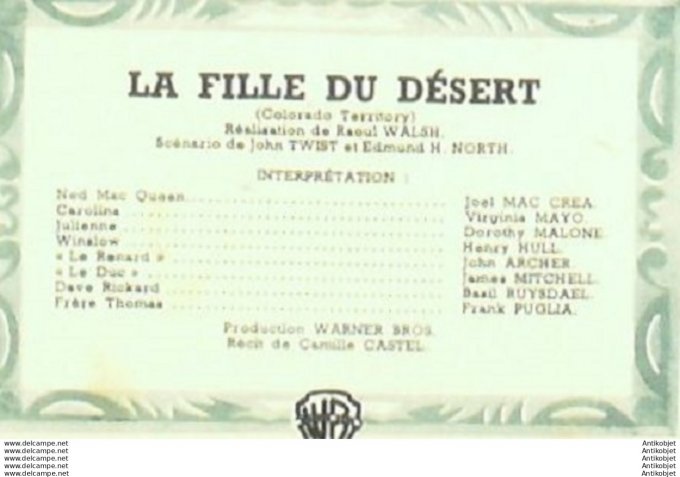 LA FILLE DU DÉSERT
(Colorado Territory)
Réalisation de Raoul WALSH.
Scénario de John TWIST et Edmund H. NORTH.
INTERPRÉTATION :
Ned Mac Queen.................... Joel MAC CREA.
Carolina .................... Virginia MAYO.
Julienne .................... Dorothy MALONE.
Winslow .................... Henry HULL.
« Le Renard » .................... John ARCHER.
« Le Duc » .................... James MITCHELL.
Dave Rickard .................... Basil RUYSDAEL.
Frère Thomas .................... Frank PUGLIA.
Production WARNER BROS.
Récit de Camille CASTEL.
WB
www.delcampe.net Antikobjet
www.delcampe.net Antikobjet
www.delcampe.net Antikobjet
www.delcampe.net Antikobjet
www.delcampe.net Antikobjet